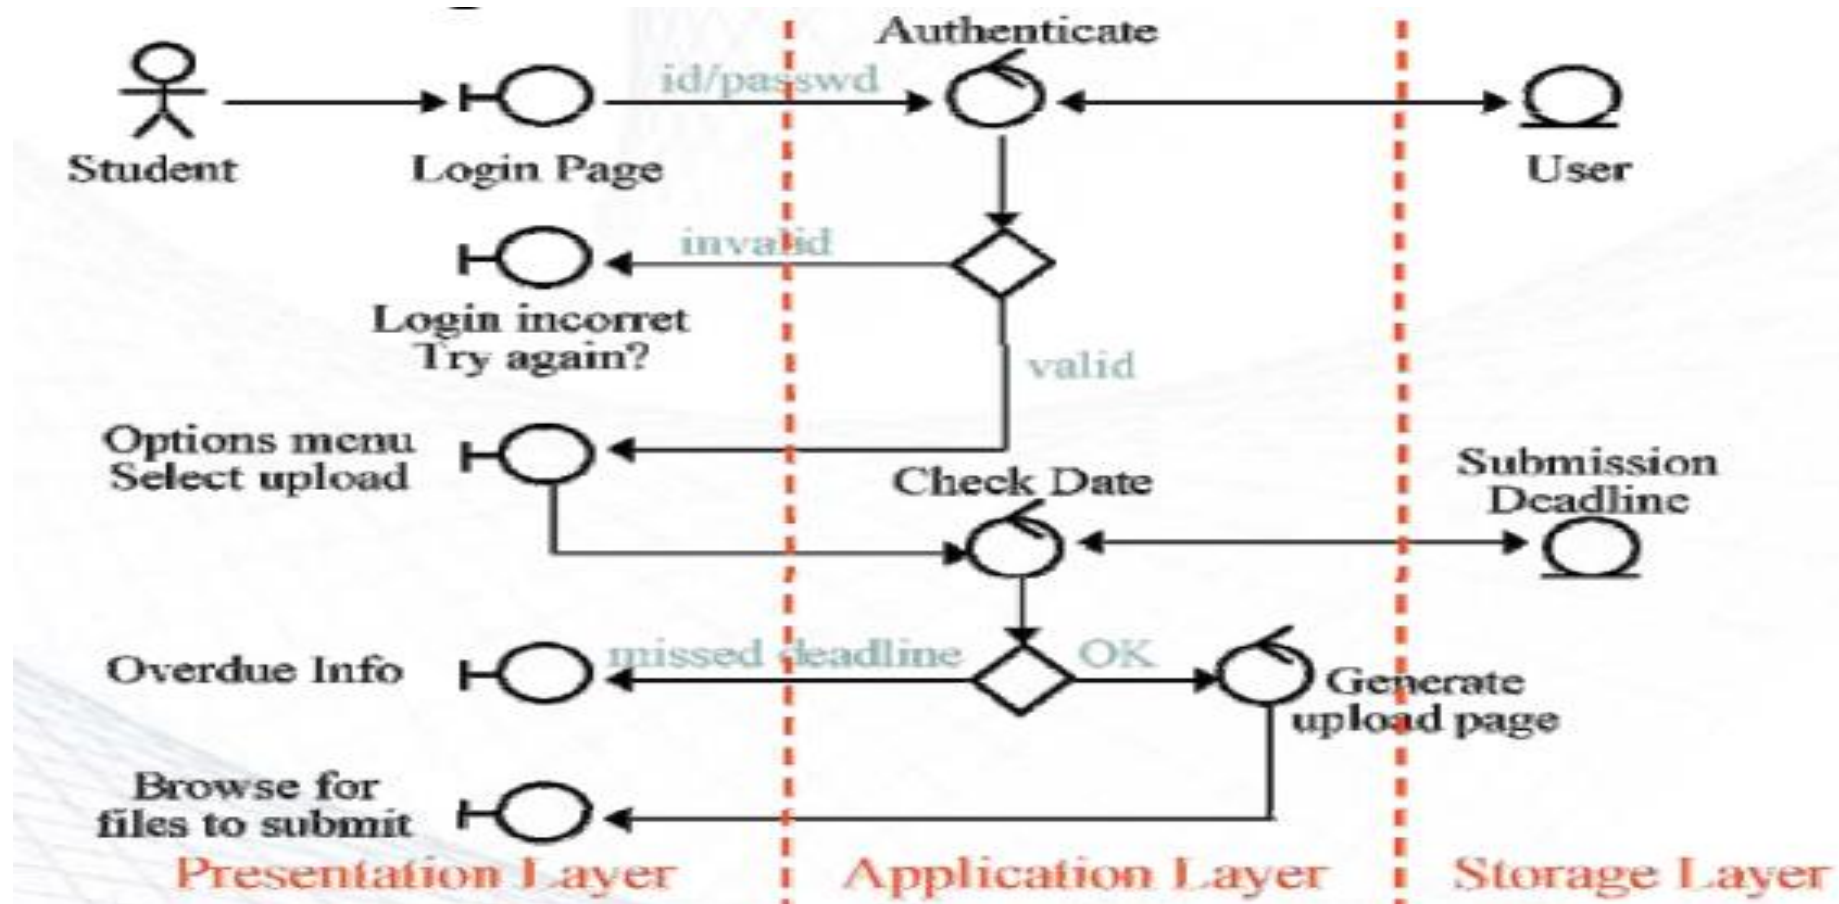 Authenticate
id/passwd
Student
Login Page
User
invalid
Login incorret
Try again?
valid
Options menu
Select upload
Check Date
Submission
Deadline
missed deadline
OK
Overdue Info
Generate
upload page
Browse for
files to submit
Presentation Layer
Application Layer
Storage Layer